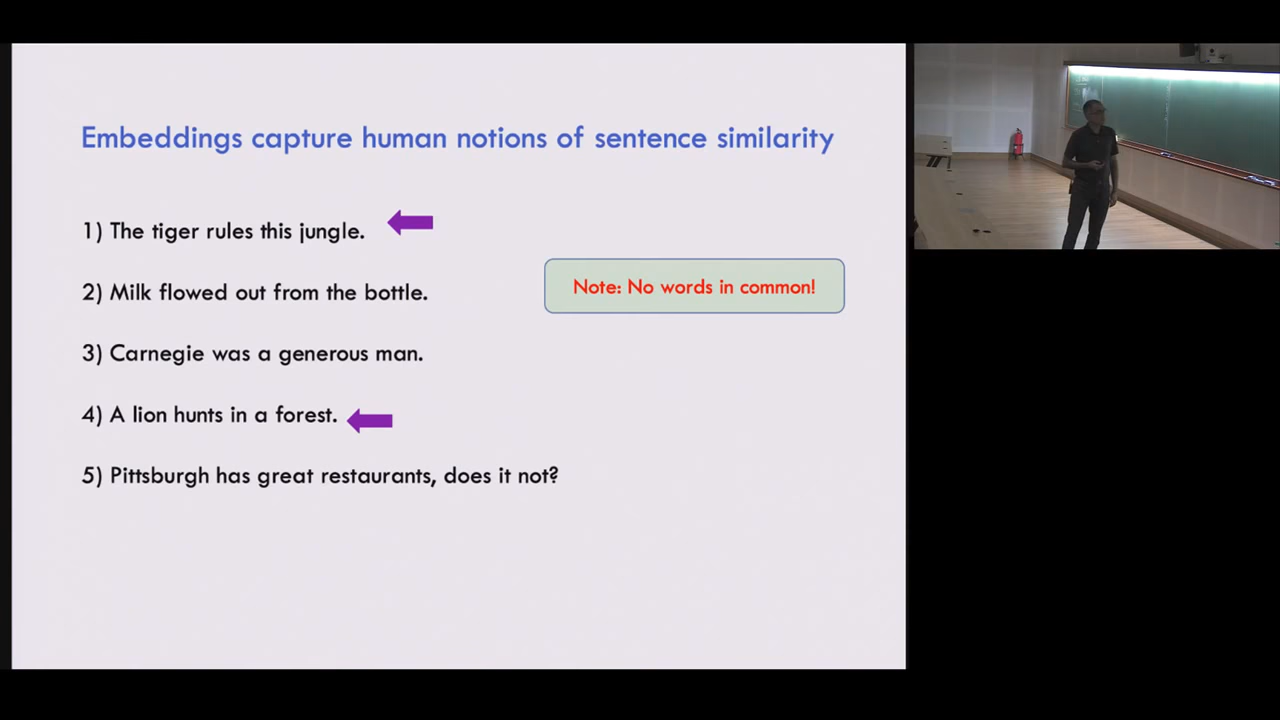 Embeddings capture human notions of sentence similarity
1) The tiger rules this jungle.
2) Milk flowed out from the bottle.
Note: No words in common!
3) Carnegie was a generous man.
4) A lion hunts in a forest.
5) Pittsburgh has great restaurants, does it not?